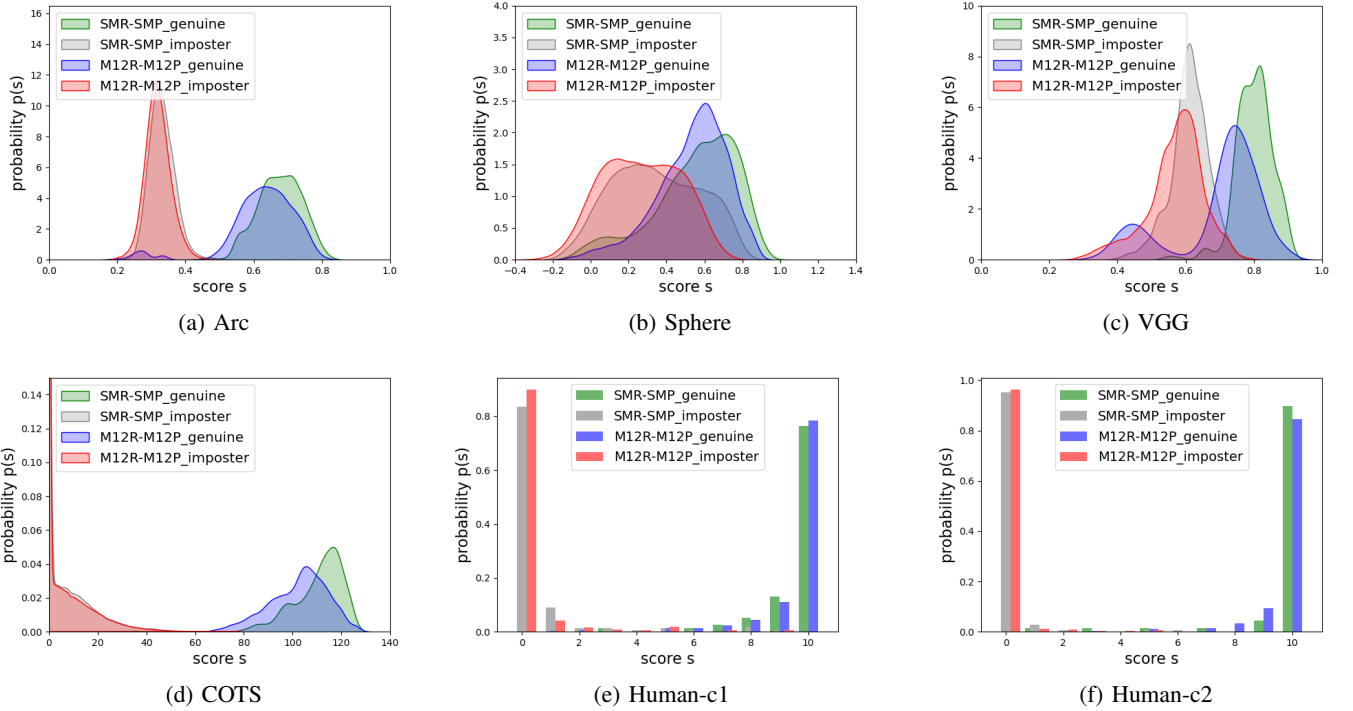 16
14
12
10
8
6
4
2
0
probability p(s)
SMR-SMP_genuine
SMR-SMP_imposter
M12R-M12P_genuine
M12R-M12P_imposter
0.0 0.2 0.4 0.6 0.8 1.0
score s
(a) Arc
4.0
3.5
3.0
2.5
2.0
1.5
1.0
0.5
0.0
probability p(s)
SMR-SMP_genuine
SMR-SMP_imposter
M12R-M12P_genuine
M12R-M12P_imposter
−0.4 −0.2 0.0 0.2 0.4 0.6 0.8 1.0 1.2 1.4
score s
(b) Sphere
10
8
6
4
2
0
probability p(s)
SMR-SMP_genuine
SMR-SMP_imposter
M12R-M12P_genuine
M12R-M12P_imposter
0.0 0.2 0.4 0.6 0.8 1.0
score s
(c) VGG
0.14
0.12
0.10
0.08
0.06
0.04
0.02
0.00
probability p(s)
SMR-SMP_genuine
SMR-SMP_imposter
M12R-M12P_genuine
M12R-M12P_imposter
0 20 40 60 80 100 120 140
score s
(d) COTS
0.8
0.6
0.4
0.2
0.0
probability p(s)
SMR-SMP_genuine
SMR-SMP_imposter
M12R-M12P_genuine
M12R-M12P_imposter
0 2 4 6 8 10
score s
(e) Human-c1
1.0
0.8
0.6
0.4
0.2
0.0
probability p(s)
SMR-SMP_genuine
SMR-SMP_imposter
M12R-M12P_genuine
M12R-M12P_imposter
0 2 4 6 8 10
score s
(f) Human-c2